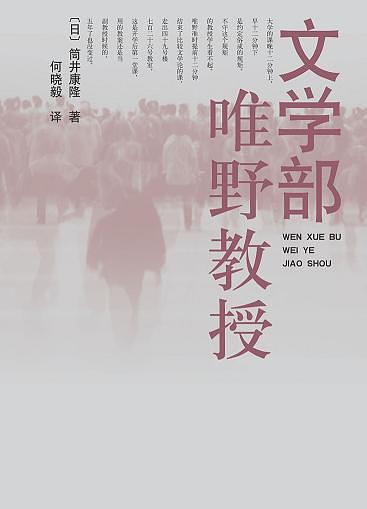 文学部
唯野教授
WEN XUE BU
WEI YE
JIAO SHOU
大学的课晚十二分钟上，
早十二分钟下
是约定俗成的规矩，
不守这个规矩
的教授学生看不起。
唯野准时提前十二分钟
结束了比较文学论的课
走出四十九号楼
七百二十六号教室，
这是开学后第一堂课，
用的教案还是当
副教授时候的，
五年了也没变过。
［日］筒井康隆 著
何晓毅 译